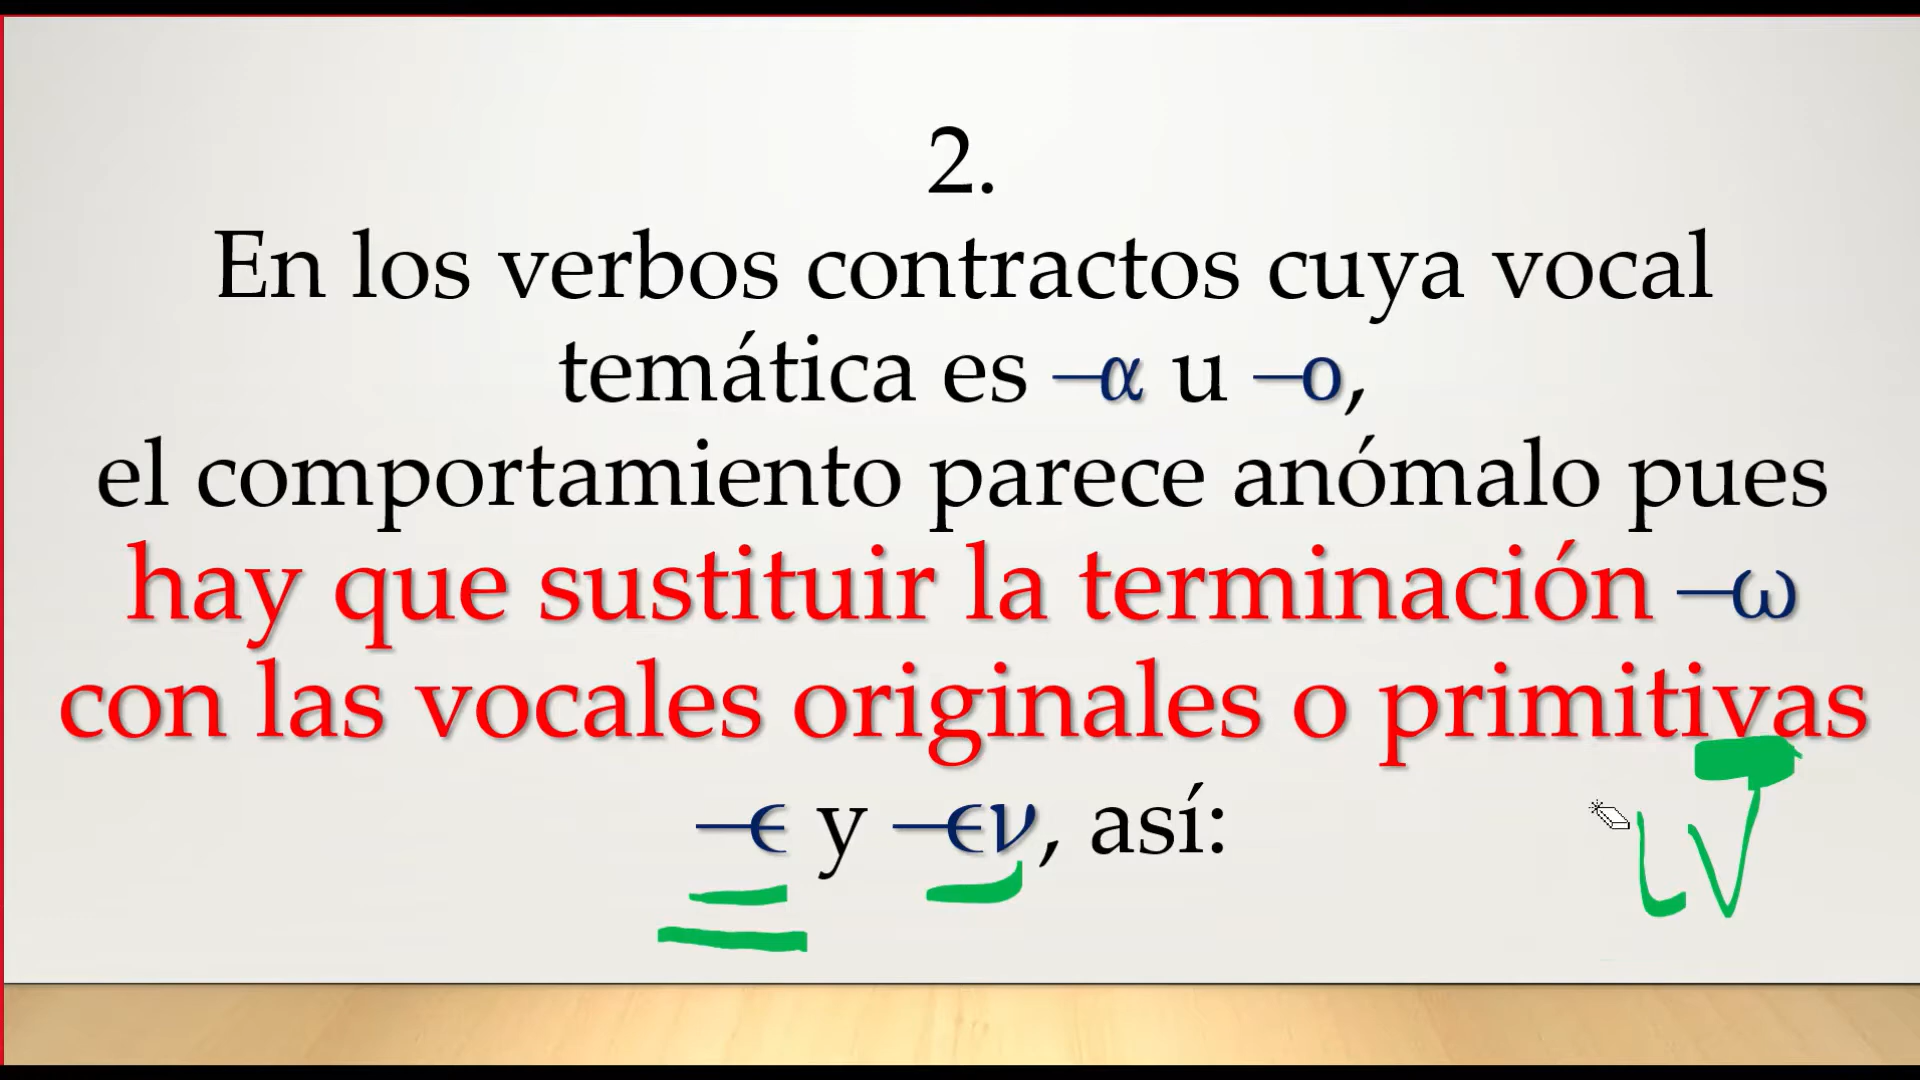 2.
En los verbos contractos cuya vocal
temática es –α u –ο,
el comportamiento parece anómalo pues
hay que sustituir la terminación –ω
con las vocales originales o primitivas
–ϵ y –ϵν, así:
ιν